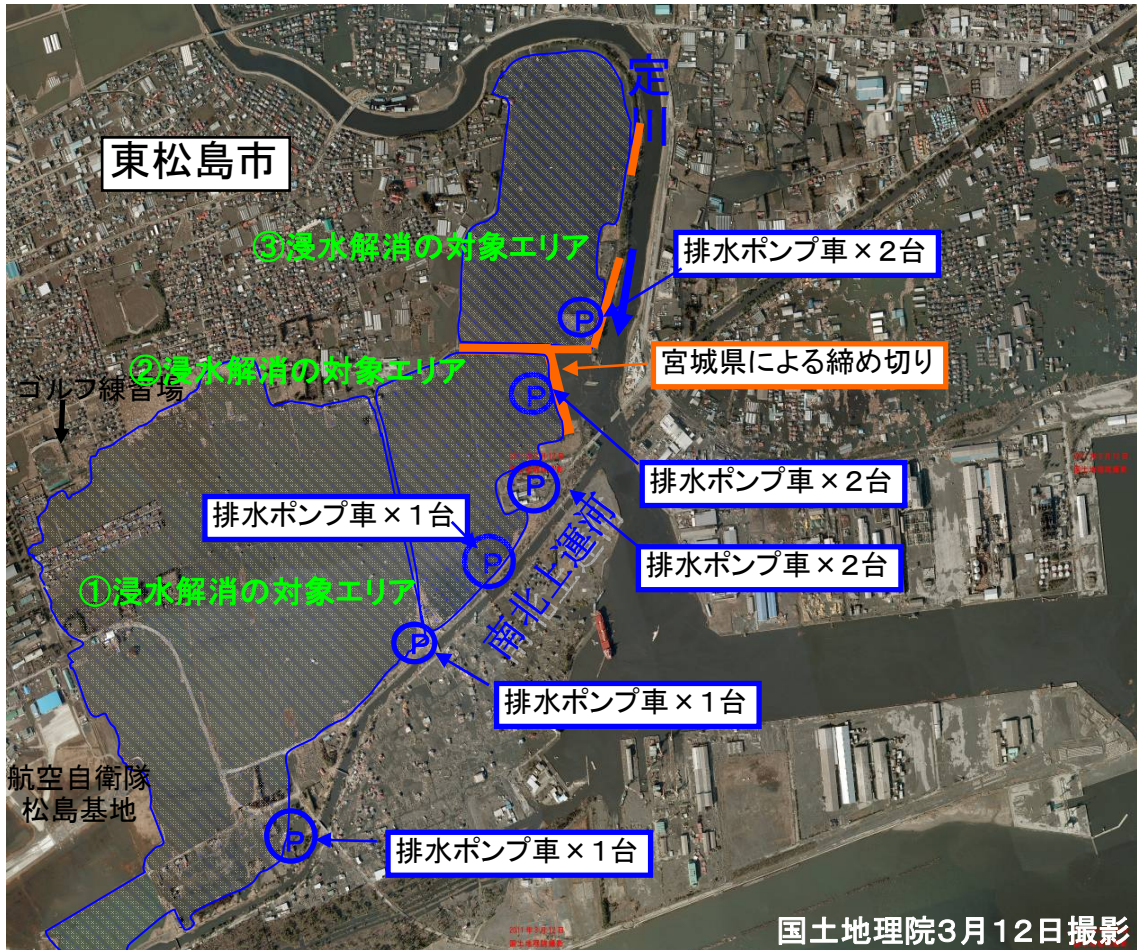 定川
東松島市
③浸水解消の対象エリア
排水ポンプ車×2台
P
宮城県による締め切り
②浸水解消の対象エリア
ゴルフ練習場
P
排水ポンプ車×2台
P
排水ポンプ車×1台
南北上運河
排水ポンプ車×2台
P
①浸水解消の対象エリア
P
排水ポンプ車×1台
航空自衛隊
松島基地
P
排水ポンプ車×1台
国土地理院3月12日撮影